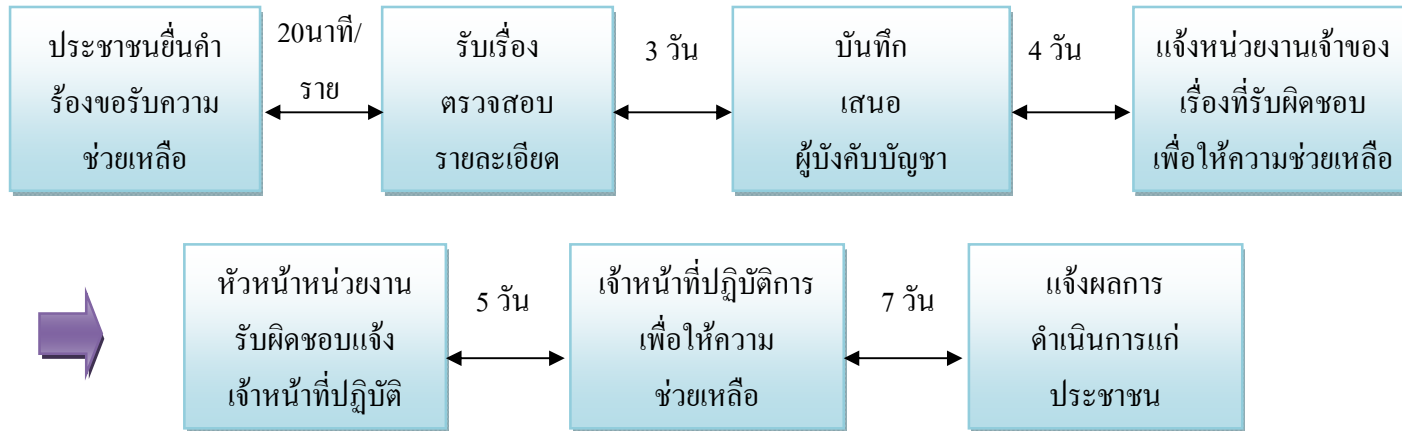 ประชาชนยื่นคำ
ร้องขอรับความ
ช่วยเหลือ
20นาที/
ราย
รับเรื่อง
ตรวจสอบ
รายละเอียด
3 วัน
บันทึก
เสนอ
ผู้บังคับบัญชา
4 วัน
แจ้งหน่วยงานเจ้าของ
เรื่องที่รับผิดชอบ
เพื่อให้ความช่วยเหลือ
หัวหน้าหน่วยงาน
รับผิดชอบแจ้ง
เจ้าหน้าที่ปฏิบัติ
5 วัน
เจ้าหน้าที่ปฏิบัติการ
เพื่อให้ความ
ช่วยเหลือ
7 วัน
แจ้งผลการ
ดำเนินการแก่
ประชาชน